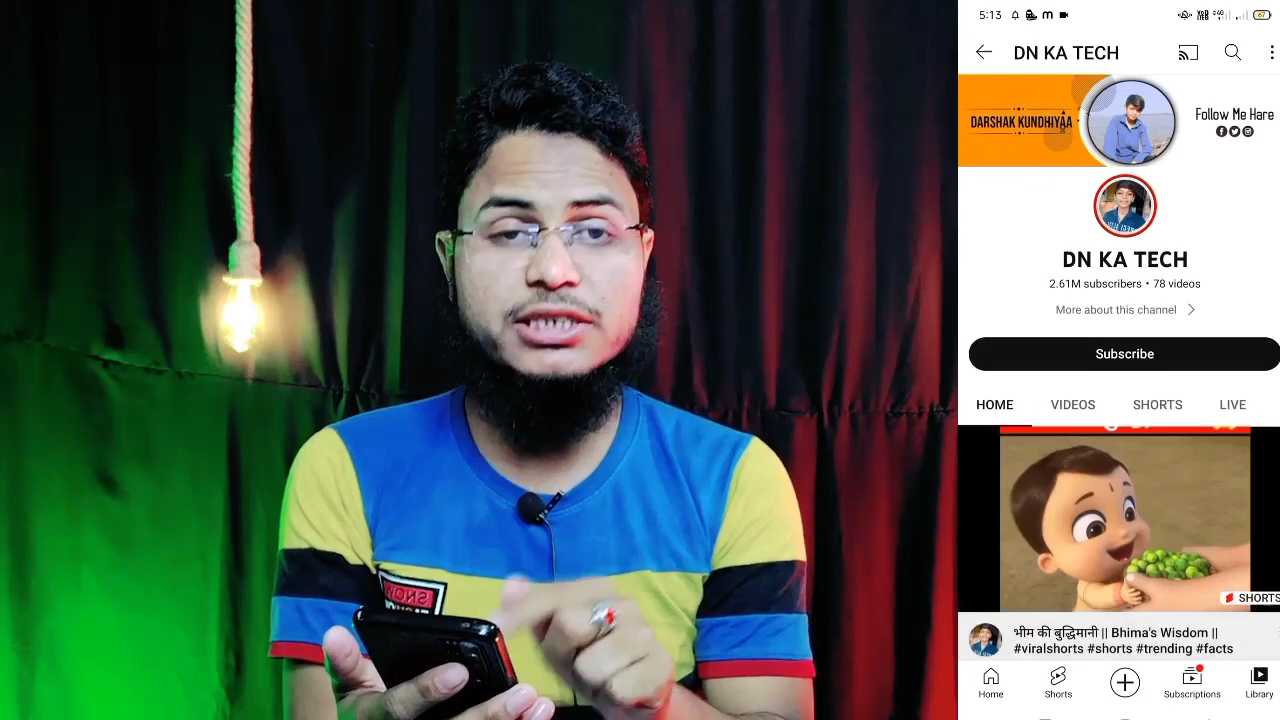 5:13
67
DN KA TECH
DARSHAK KUNDHIYAA
Follow Me Hare
DN KA TECH
2.61M subscribers • 78 videos
More about this channel
Subscribe
HOME VIDEOS SHORTS LIVE
SHORTS
भीम की बुद्धिमानी || Bhima's Wisdom ||
#viralshorts #shorts #trending #facts
Home Shorts Subscriptions Library